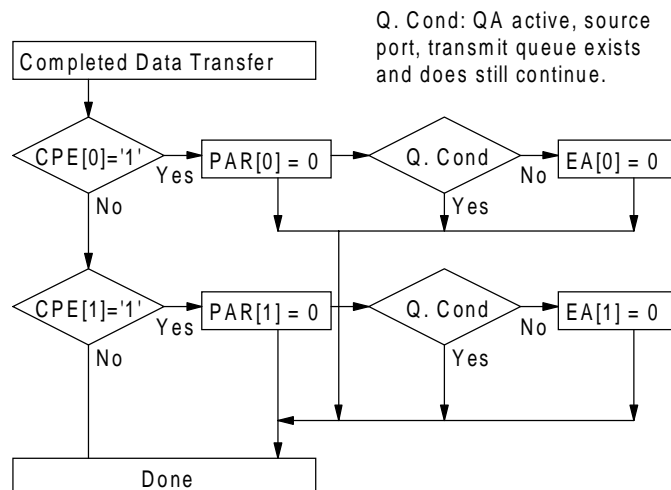 Q. Cond: QA active, source
port, transmit queue exists
and does still continue.
Completed Data Transfer
CPE[0]='1'
Yes
PAR[0] = 0
Q. Cond
No
EA[0] = 0
No
Yes
CPE[1]='1'
Yes
PAR[1] = 0
Q. Cond
No
EA[1] = 0
No
Yes
Done